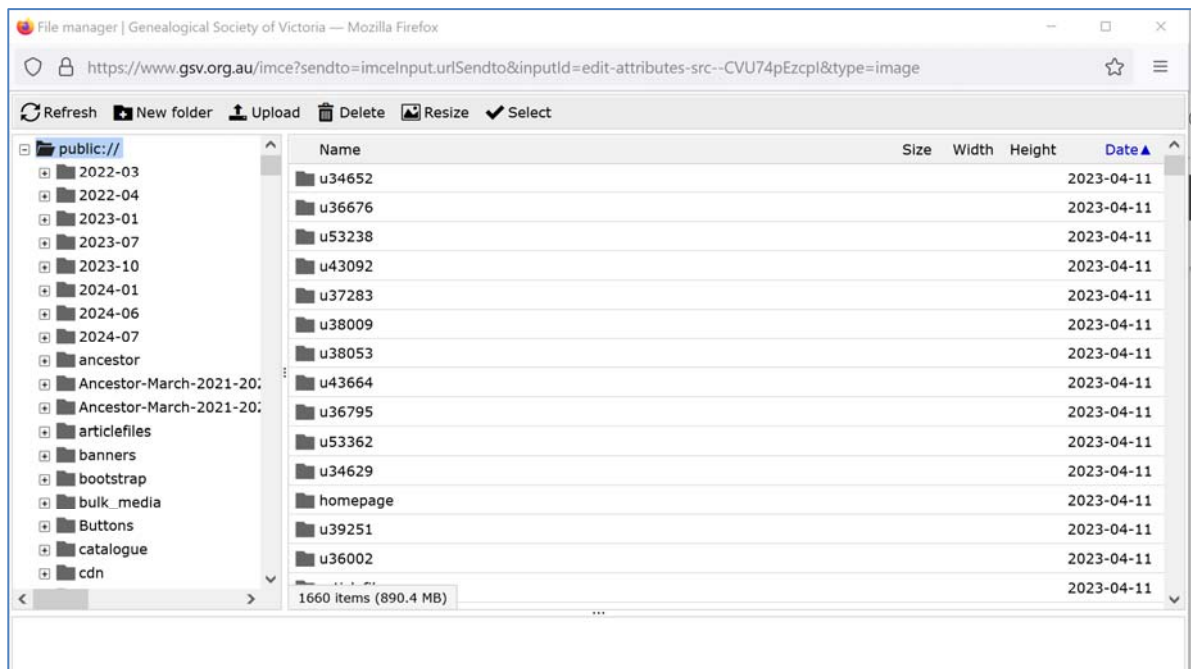 File manager | Genealogical Society of Victoria — Mozilla Firefox
https://www.gsv.org.au/imce?sendto=imceInput.urlSendto&inputId=edit-attributes-src--CVU74pEzcpI&type=image
Refresh New folder Upload Delete Resize Select
public://
2022-03
2022-04
2023-01
2023-07
2023-10
2024-01
2024-06
2024-07
ancestor
Ancestor-March-2021-202
Ancestor-March-2021-202
articlefiles
banners
bootstrap
bulk_media
Buttons
catalogue
cdn
Name Size Width Height Date▲
u34652 2023-04-11
u36676 2023-04-11
u53238 2023-04-11
u43092 2023-04-11
u37283 2023-04-11
u38009 2023-04-11
u38053 2023-04-11
u43664 2023-04-11
u36795 2023-04-11
u53362 2023-04-11
u34629 2023-04-11
homepage 2023-04-11
u39251 2023-04-11
u36002 2023-04-11
2023-04-11
1660 items (890.4 MB)